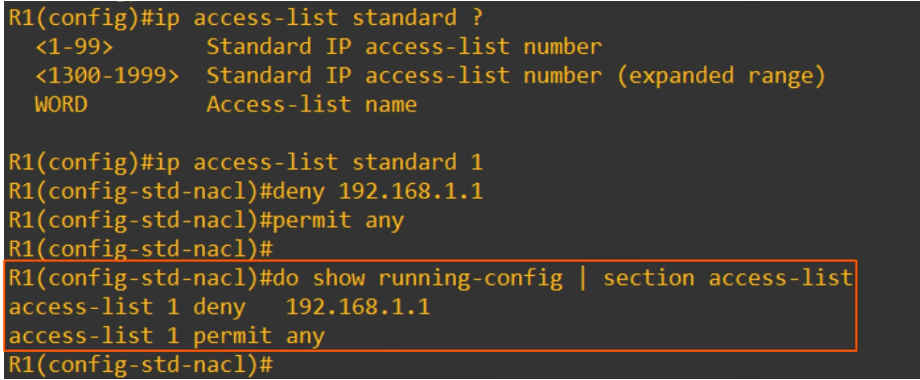 R1(config)#ip access-list standard ?
  <1-99>       Standard IP access-list number
  <1300-1999>  Standard IP access-list number (expanded range)
  WORD         Access-list name

R1(config)#ip access-list standard 1
R1(config-std-nacl)#deny 192.168.1.1
R1(config-std-nacl)#permit any
R1(config-std-nacl)#
R1(config-std-nacl)#do show running-config | section access-list
access-list 1 deny   192.168.1.1
access-list 1 permit any
R1(config-std-nacl)#